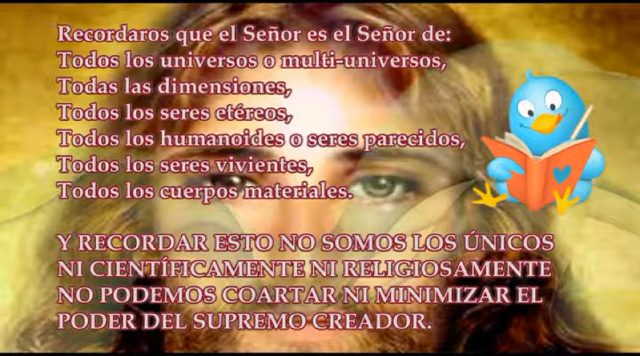 Recordaros que el Señor es el Señor de:
Todos los universos o multi-universos,
Todas las dimensiones,
Todos los seres etéreos,
Todos los humanoides o seres parecidos,
Todos los seres vivientes,
Todos los cuerpos materiales.
Y RECORDAR ESTO NO SOMOS LOS ÚNICOS
NI CIENTÍFICAMENTE NI RELIGIOSAMENTE
NO PODEMOS COARTAR NI MINIMIZAR EL
PODER DEL SUPREMO CREADOR.